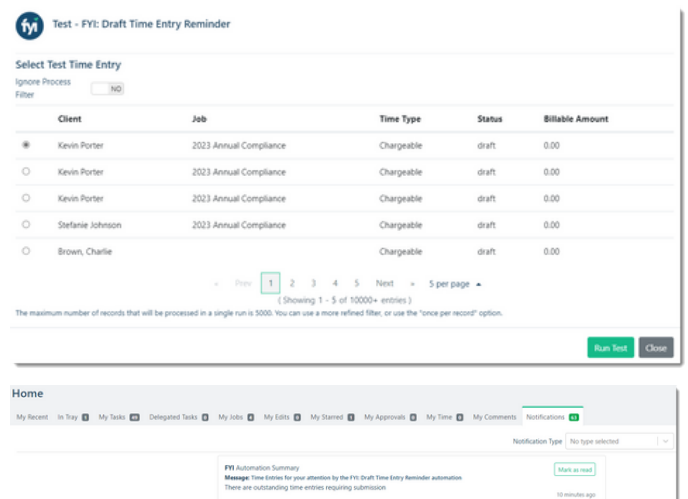 fyi Test - FYI: Draft Time Entry Reminder
Select Test Time Entry
Ignore Process
Filter
NO
Client Job Time Type Status Billable Amount
Kevin Porter 2023 Annual Compliance Chargeable draft 0.00
Kevin Porter 2023 Annual Compliance Chargeable draft 0.00
Kevin Porter 2023 Annual Compliance Chargeable draft 0.00
Stefanie Johnson 2023 Annual Compliance Chargeable draft 0.00
Brown, Charlie Chargeable draft 0.00
« Prev 1 2 3 4 5 Next » 5 per page
( Showing 1 - 5 of 10000+ entries )
The maximum number of records that will be processed in a single run is 5000. You can use a more refined filter, or use the "once per record" option.
Run Test Close
Home
My Recent In Tray My Tasks Delegated Tasks My Jobs My Edits My Starred My Approvals My Time My Comments Notifications
Notification Type No type selected
FYI Automation Summary Mark as read
Message: Time Entries for your attention by the FYI: Draft Time Entry Reminder automation
There are outstanding time entries requiring submission
10 minutes ago